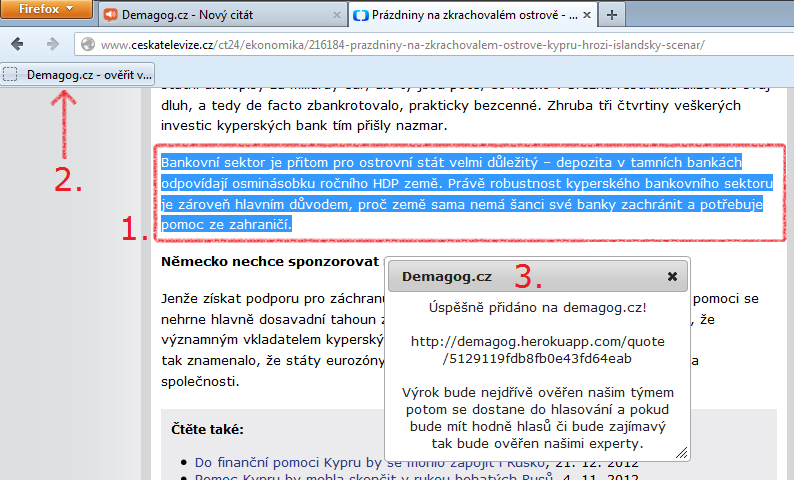 Firefox
Demagog.cz - Nový citát
Prázdniny na zkrachovalém ostrově - ...
www.ceskatelevize.cz/ct24/ekonomika/216184-prazdniny-na-zkrachovalem-ostrove-kypru-hrozi-islandsky-scenar/
Demagog.cz - ověřit v...
dluh, a tedy de facto zbankrotovalo, prakticky bezcenné. Zhruba tři čtvrtiny veškerých
investic kyperských bank tím přišly nazmar.
2.
Bankovní sektor je přitom pro ostrovní stát velmi důležitý – depozita v tamních bankách
odpovídají osminásobku ročního HDP země. Právě robustnost kyperského bankovního sektoru
je zároveň hlavním důvodem, proč země sama nemá šanci své banky zachránit a potřebuje
pomoc ze zahraničí.
1.
Německo nechce sponzorovat
Demagog.cz
3.
Úspěšně přidáno na demagog.cz!
http://demagog.herokuapp.com/quote
/5129119fdb8fb0e43fd64eab
Výrok bude nejdřívě ověřen našim týmem
potom se dostane do hlasování a pokud
bude mít hodně hlasů či bude zajímavý
tak bude ověřen našimi experty.
Jenže získat podporu pro záchranu pomoci se
nehrne hlavně dosavadní tahoun že
významným vkladatelem kyperský
tak znamenalo, že státy eurozóny a
společnosti.
Čtěte také:
Do finanční pomoci Kypru by se mohlo zapojit i Rusko, 21. 12. 2012
Pomoc Kypru by mohla skončit v rukou bohatých Rusů, 4. 11. 2012